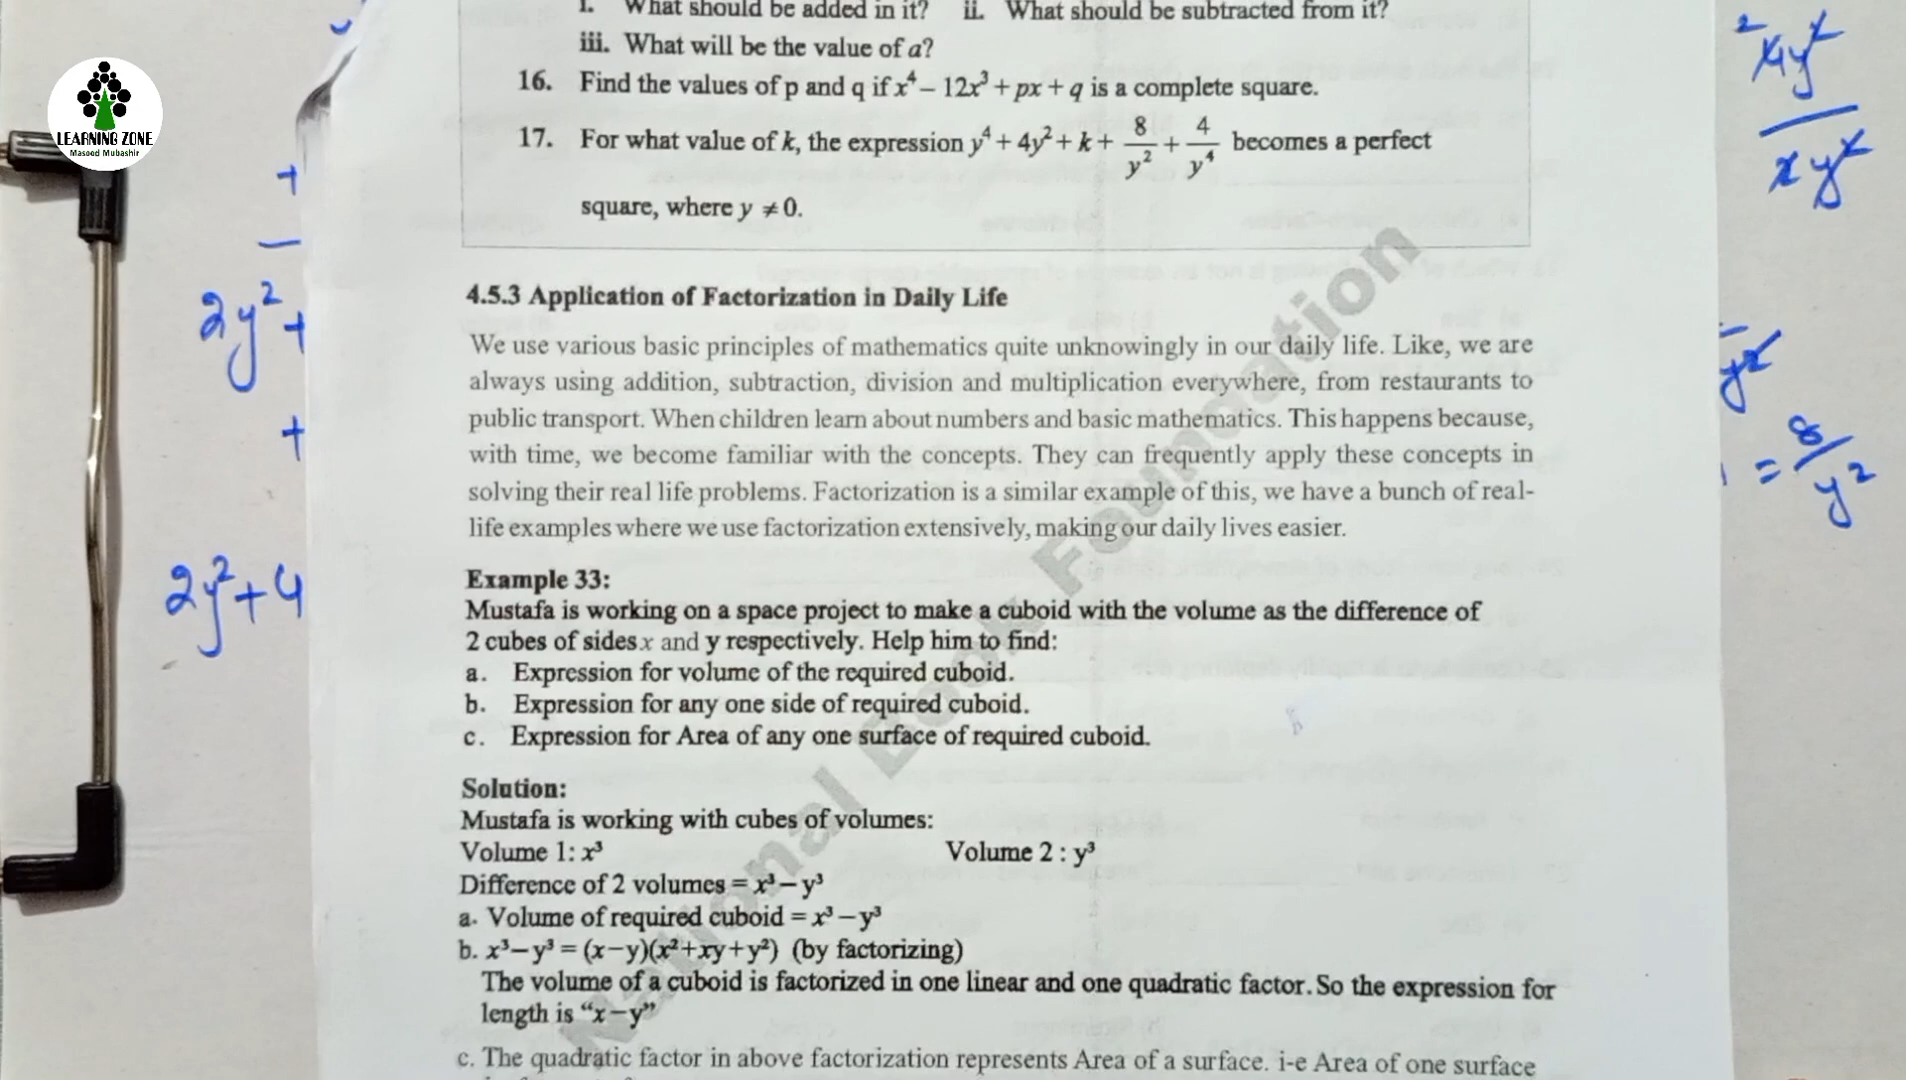 i. What should be added in it? ii. What should be subtracted from it?
iii. What will be the value of a?
16. Find the values of p and q if x⁴ – 12x³ + px + q is a complete square.
17. For what value of k, the expression y⁴ + 4y² + k + 8/y² + 4/y⁴ becomes a perfect
square, where y ≠ 0.
LEARNING ZONE
Masood Mubashir
4.5.3 Application of Factorization in Daily Life
We use various basic principles of mathematics quite unknowingly in our daily life. Like, we are
always using addition, subtraction, division and multiplication everywhere, from restaurants to
public transport. When children learn about numbers and basic mathematics. This happens because,
with time, we become familiar with the concepts. They can frequently apply these concepts in
solving their real life problems. Factorization is a similar example of this, we have a bunch of real-
life examples where we use factorization extensively, making our daily lives easier.
Example 33:
Mustafa is working on a space project to make a cuboid with the volume as the difference of
2 cubes of sides x and y respectively. Help him to find:
a. Expression for volume of the required cuboid.
b. Expression for any one side of required cuboid.
c. Expression for Area of any one surface of required cuboid.
Solution:
Mustafa is working with cubes of volumes:
Volume 1: x³ Volume 2 : y³
Difference of 2 volumes = x³ – y³
a. Volume of required cuboid = x³ – y³
b. x³ – y³ = (x–y)(x²+xy+y²) (by factorizing)
The volume of a cuboid is factorized in one linear and one quadratic factor. So the expression for
length is “x–y”
c. The quadratic factor in above factorization represents Area of a surface. i-e Area of one surface
National Book Foundation
+
–
2y² +
+
2y² + 4
= 8/y²